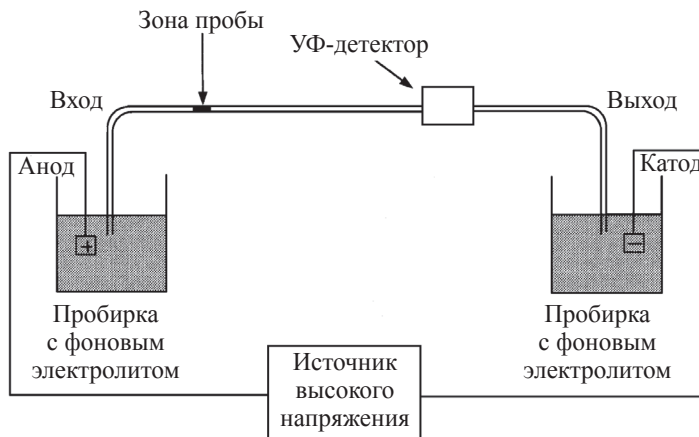 Зона пробы
УФ-детектор
Вход
Выход
Анод
Катод
+
−
Пробирка
с фоновым
электролитом
Источник
высокого
напряжения
Пробирка
с фоновым
электролитом